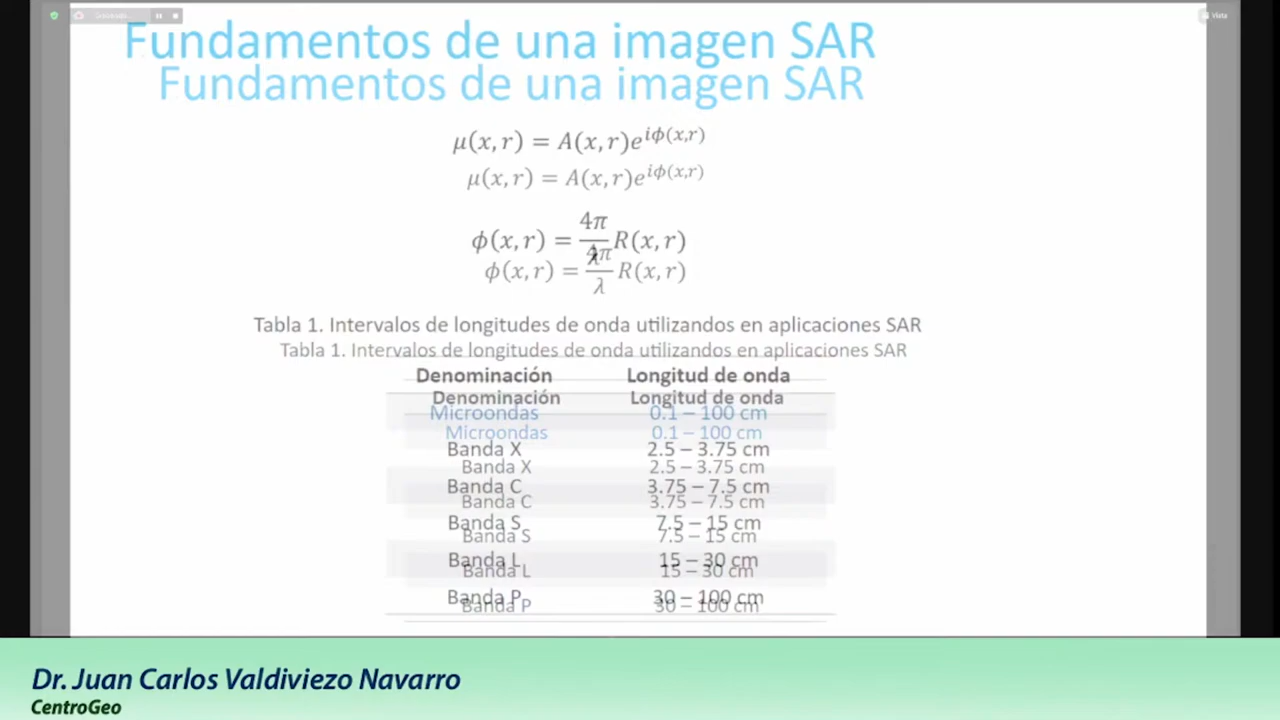 Vista
Fundamentos de una imagen SAR
Fundamentos de una imagen SAR
μ(x, r) = A(x, r)e^{iϕ(x,r)}
μ(x, r) = A(x, r)e^{iϕ(x,r)}
ϕ(x, r) = 4π/λ R(x, r)
ϕ(x, r) = 4π/λ R(x, r)
Tabla 1. Intervalos de longitudes de onda utilizandos en aplicaciones SAR
Tabla 1. Intervalos de longitudes de onda utilizandos en aplicaciones SAR
Denominación Longitud de onda
Denominación Longitud de onda
Microondas 0.1 – 100 cm
Microondas 0.1 – 100 cm
Banda X 2.5 – 3.75 cm
Banda X 2.5 – 3.75 cm
Banda C 3.75 – 7.5 cm
Banda C 3.75 – 7.5 cm
Banda S 7.5 – 15 cm
Banda S 7.5 – 15 cm
Banda L 15 – 30 cm
Banda L 15 – 30 cm
Banda P 30 – 100 cm
Banda P 30 – 100 cm
Dr. Juan Carlos Valdiviezo Navarro
CentroGeo